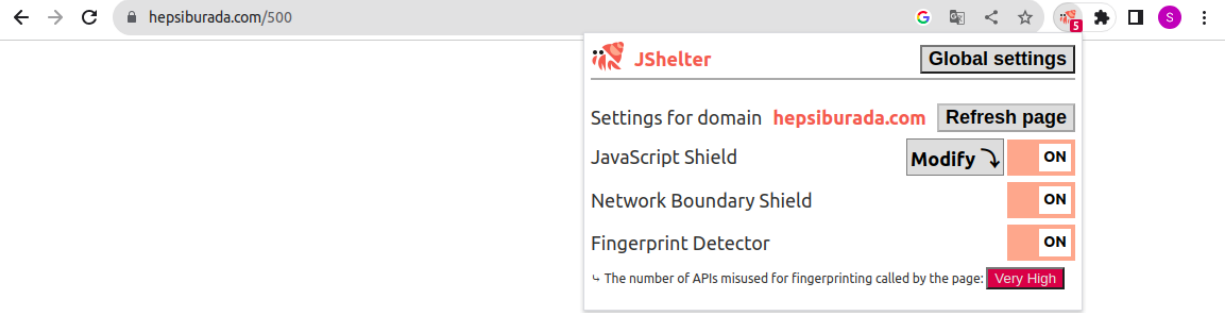 hepsiburada.com/500
G
5
S
JShelter
Global settings
Settings for domain hepsiburada.com Refresh page
JavaScript Shield Modify ON
Network Boundary Shield ON
Fingerprint Detector ON
The number of APIs misused for fingerprinting called by the page: Very High